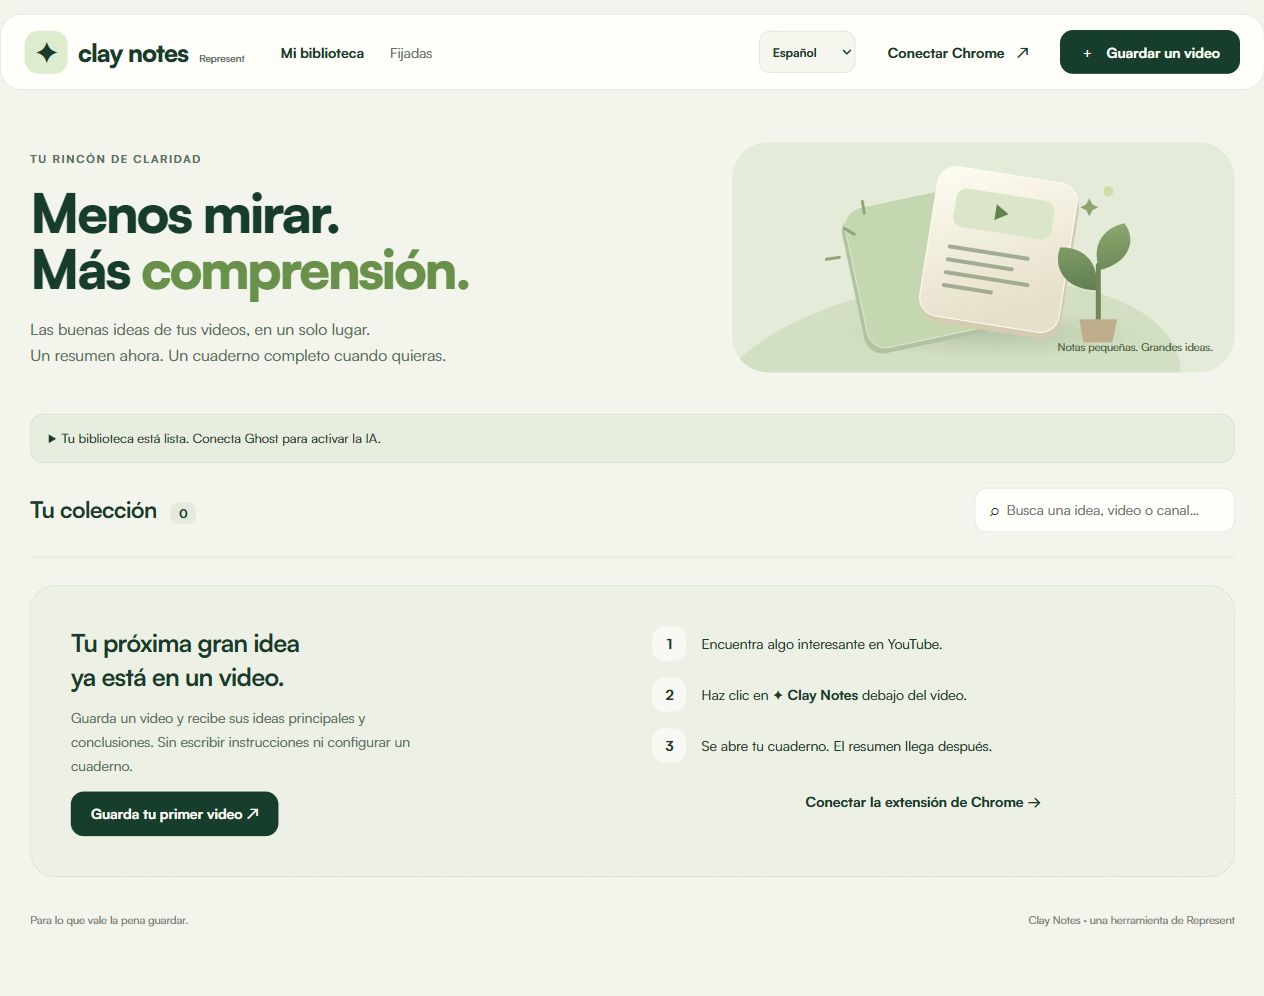 clay notes Represent
Mi biblioteca
Fijadas
Español
Conectar Chrome ↗
+ Guardar un video
TU RINCÓN DE CLARIDAD
Menos mirar.
Más comprensión.
Las buenas ideas de tus videos, en un solo lugar.
Un resumen ahora. Un cuaderno completo cuando quieras.
Notas pequeñas. Grandes ideas.
▶ Tu biblioteca está lista. Conecta Ghost para activar la IA.
Tu colección 0
Busca una idea, video o canal...
Tu próxima gran idea
ya está en un video.
Guarda un video y recibe sus ideas principales y
conclusiones. Sin escribir instrucciones ni configurar un
cuaderno.
Guarda tu primer video ↗
1 Encuentra algo interesante en YouTube.
2 Haz clic en ✦ Clay Notes debajo del video.
3 Se abre tu cuaderno. El resumen llega después.
Conectar la extensión de Chrome →
Para lo que vale la pena guardar.
Clay Notes · una herramienta de Represent